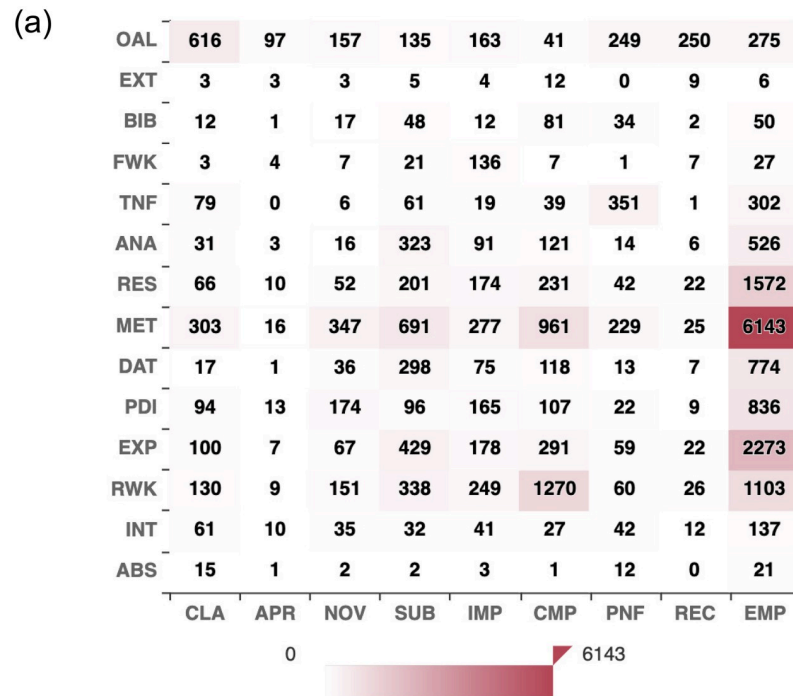 (a)
OAL 616 97 157 135 163 41 249 250 275
EXT 3 3 3 5 4 12 0 9 6
BIB 12 1 17 48 12 81 34 2 50
FWK 3 4 7 21 136 7 1 7 27
TNF 79 0 6 61 19 39 351 1 302
ANA 31 3 16 323 91 121 14 6 526
RES 66 10 52 201 174 231 42 22 1572
MET 303 16 347 691 277 961 229 25 6143
DAT 17 1 36 298 75 118 13 7 774
PDI 94 13 174 96 165 107 22 9 836
EXP 100 7 67 429 178 291 59 22 2273
RWK 130 9 151 338 249 1270 60 26 1103
INT 61 10 35 32 41 27 42 12 137
ABS 15 1 2 2 3 1 12 0 21
CLA APR NOV SUB IMP CMP PNF REC EMP
0 6143